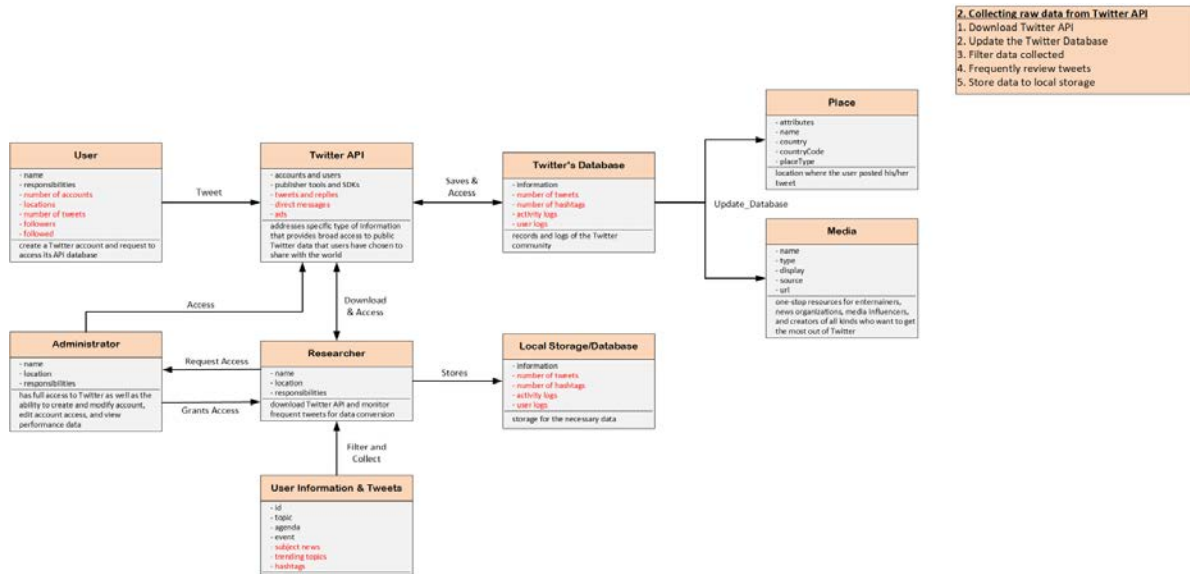 2. Collecting raw data from Twitter API
1. Download Twitter API
2. Update the Twitter Database
3. Filter data collected
4. Frequently review tweets
5. Store data to local storage
User
- name
- responsibilities
- number of accounts
- locations
- number of tweets
- followers
- followed
create a Twitter account and request to
access its API database
Tweet
Twitter API
- accounts and users
- publisher tools and SDKs
- tweets and replies
- direct messages
- ads
addresses specific type of information
that provides broad access to public
Twitter data that users have chosen to
share with the world
Saves &
Access
Twitter's Database
- information
- number of tweets
- number of hashtags
- activity logs
- user logs
records and logs of the Twitter
community
Update_Database
Place
- attributes
- name
- country
- countryCode
- placeType
location where the user posted his/her
tweet
Media
- name
- type
- display
- source
- url
one-stop resources for entertainers,
news organizations, media influencers,
and creators of all kinds who want to get
the most out of Twitter
Access
Download
& Access
Administrator
- name
- location
- responsibilities
has full access to Twitter as well as the
ability to create and modify account,
edit account access, and view
performance data
Request Access
Grants Access
Researcher
- name
- location
- responsibilities
download Twitter API and monitor
frequent tweets for data conversion
Stores
Local Storage/Database
- information
- number of tweets
- number of hashtags
- activity logs
- user logs
storage for the necessary data
Filter and
Collect
User Information & Tweets
- id
- topic
- agenda
- event
- subject news
- trending topics
- hashtags